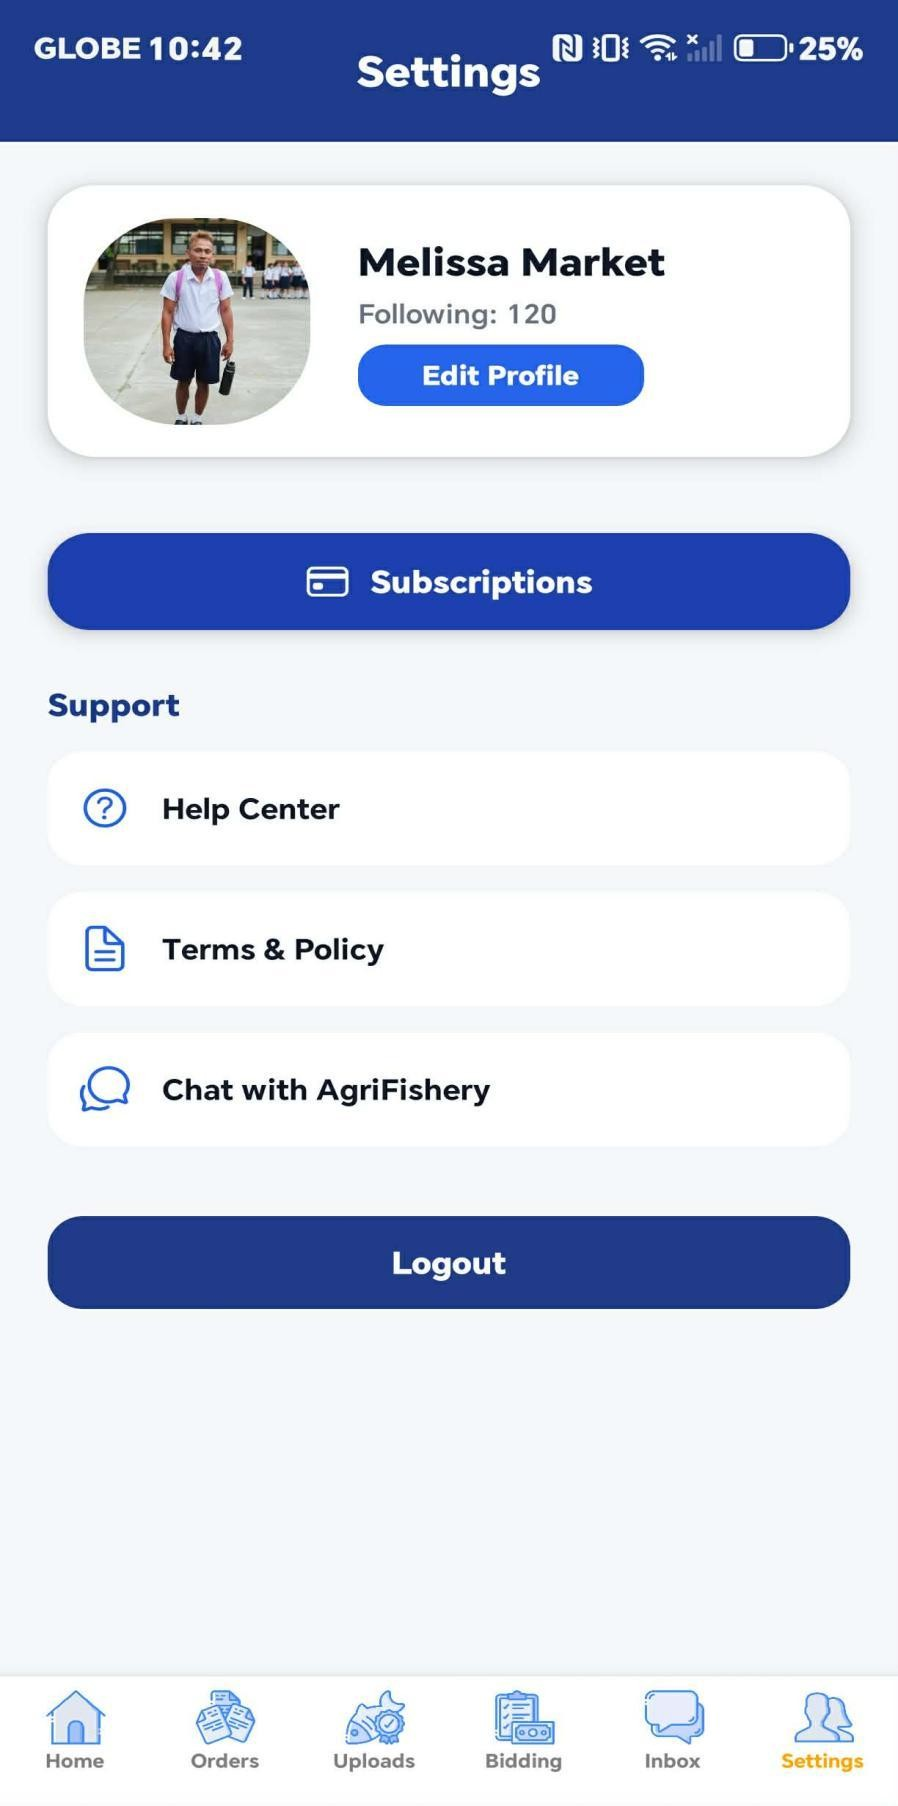 GLOBE 10:42
25%
Settings
Melissa Market
Following: 120
Edit Profile
Subscriptions
Support
Help Center
Terms & Policy
Chat with AgriFishery
Logout
Home
Orders
Uploads
Bidding
Inbox
Settings